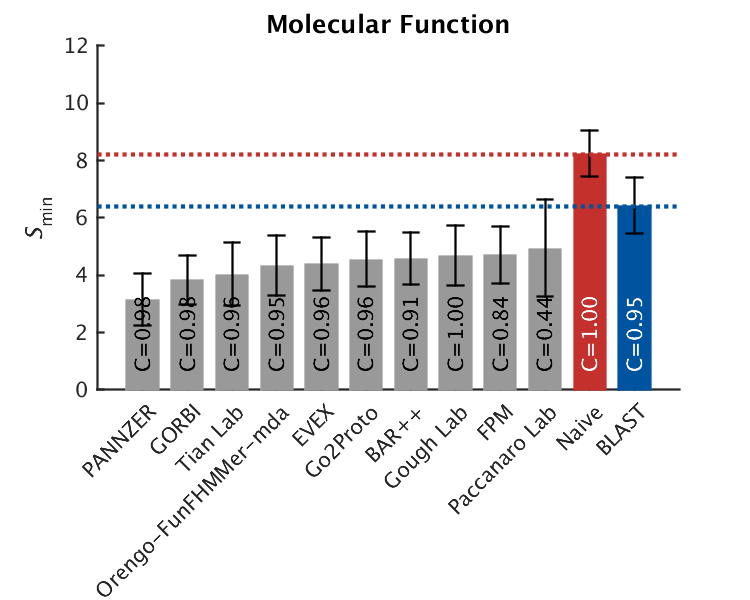 Molecular Function
12
10
8
6
4
2
0
Smin
C=0.98
C=0.98
C=0.96
C=0.95
C=0.96
C=0.96
C=0.91
C=1.00
C=0.84
C=0.44
C=1.00
C=0.95
PANNZER
GORBI
Tian Lab
Orengo-FunFHMMer-mda
EVEX
Go2Proto
BAR++
Gough Lab
FPM
Paccanaro Lab
Naive
BLAST